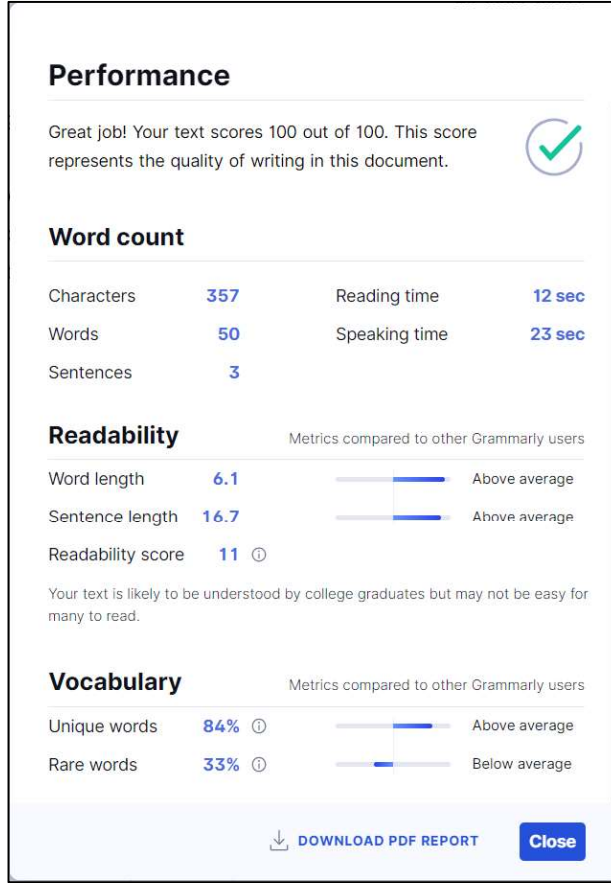 Performance
Great job! Your text scores 100 out of 100. This score
represents the quality of writing in this document.
Word count
Characters 357 Reading time 12 sec
Words 50 Speaking time 23 sec
Sentences 3
Readability Metrics compared to other Grammarly users
Word length 6.1 Above average
Sentence length 16.7 Above average
Readability score 11
Your text is likely to be understood by college graduates but may not be easy for
many to read.
Vocabulary Metrics compared to other Grammarly users
Unique words 84% Above average
Rare words 33% Below average
DOWNLOAD PDF REPORT Close